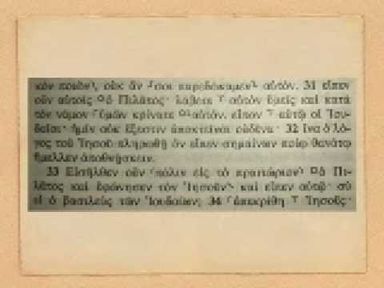 κὸν ποιῶν⸃, οὐκ ἄν ⸀σοι παρεδώκαμεν⸃ αὐτόν. 31 εἶπεν
οὖν αὐτοῖς ⸋ὁ Πιλᾶτος· λάβετε ⸆ αὐτὸν ὑμεῖς καὶ κατὰ
τὸν νόμον ⸀ὑμῶν κρίνατε αὐτόν. εἶπον ⸆ αὐτῷ οἱ Ἰου-
δαῖοι· ἡμῖν οὐκ ἔξεστιν ἀποκτεῖναι οὐδένα· 32 ἵνα ὁ λό-
γος τοῦ Ἰησοῦ πληρωθῇ ὃν εἶπεν σημαίνων ποίῳ θανάτῳ
ἤμελλεν ἀποθνῄσκειν.
33 Εἰσῆλθεν οὖν ⸂πάλιν εἰς τὸ πραιτώριον⸃ ⸋ὁ Πι-
λᾶτος καὶ ἐφώνησεν τὸν Ἰησοῦν καὶ εἶπεν αὐτῷ· σὺ
εἶ ὁ βασιλεὺς τῶν Ἰουδαίων; 34 ⸀ἀπεκρίθη ⸆ Ἰησοῦς·